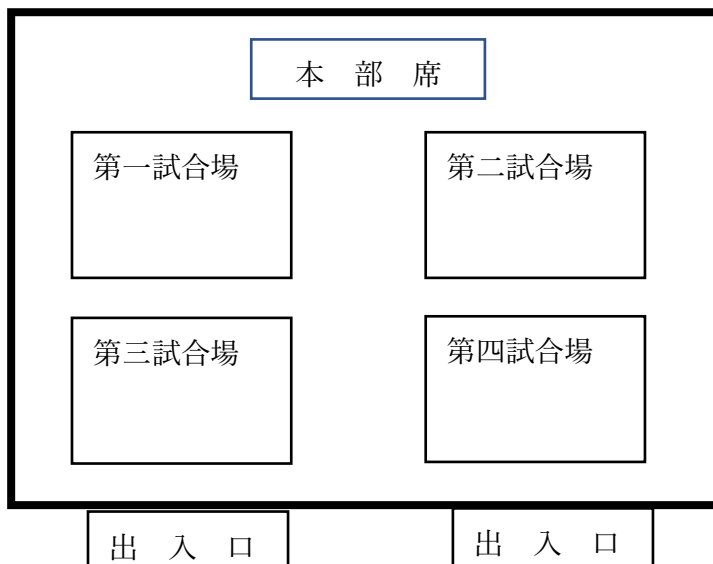 本 部 席
第一試合場
第二試合場
第三試合場
第四試合場
出 入 口
出 入 口